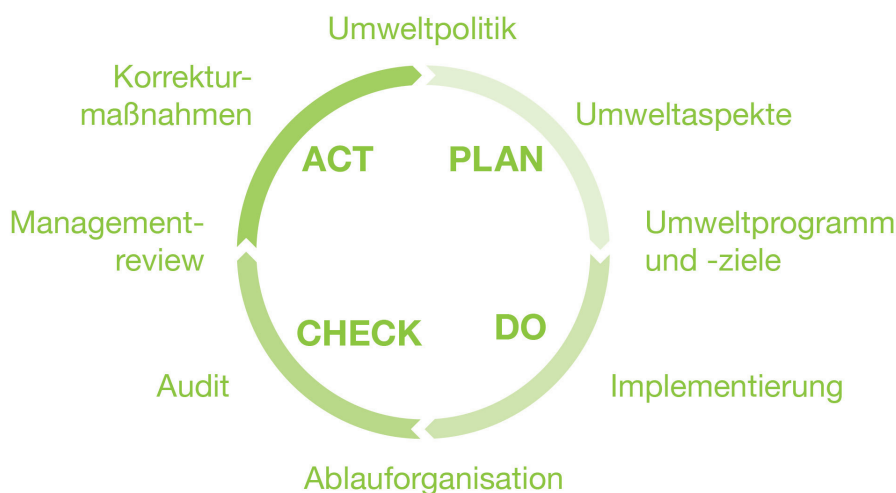 Umweltpolitik
Korrektur-
maßnahmen
Umweltaspekte
ACT
PLAN
Management-
review
Umweltprogramm
und -ziele
CHECK
DO
Audit
Implementierung
Ablauforganisation